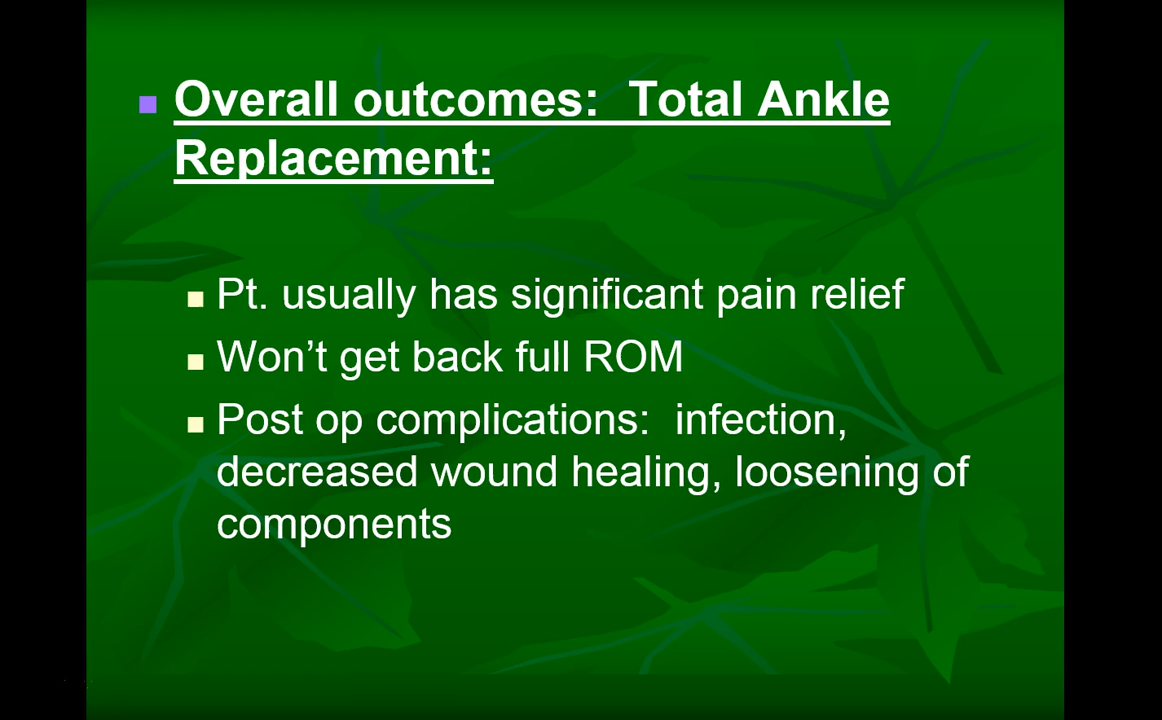 Overall outcomes:  Total Ankle
Replacement:
Pt. usually has significant pain relief
Won’t get back full ROM
Post op complications:  infection,
decreased wound healing, loosening of
components